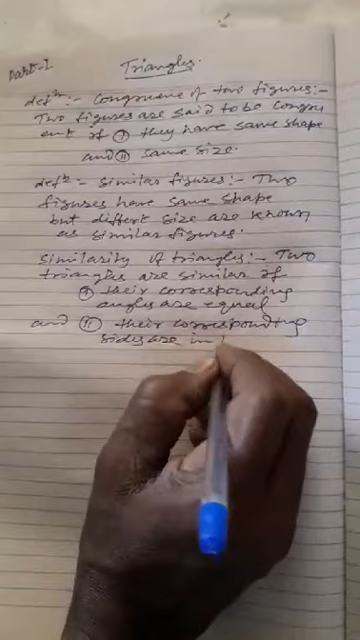 Part-I
Triangles.
defⁿ:- Congruence of two figures:-
Two figures are said to be congru
ent if (i) they have same shape
and (ii) same size.
defⁿ:- Similar figures:- Two
figures have same shape
but differt size are known
as similar figures.
Similarity of triangles:- Two
triangles are similar if
(i) their corresponding
angles are equal
and (ii) their corresponding
sides are in